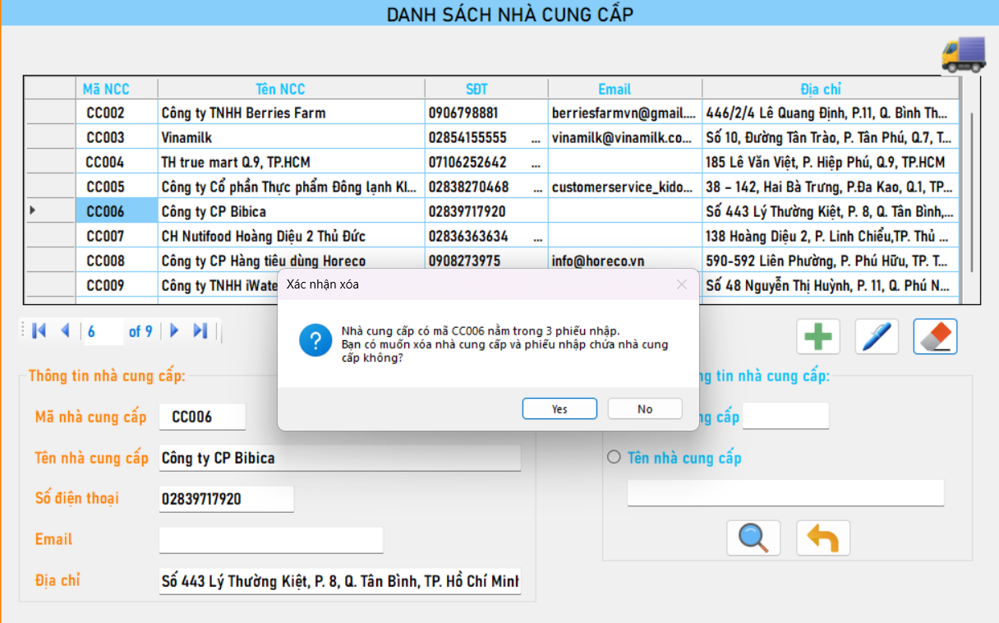 DANH SÁCH NHÀ CUNG CẤP
Mã NCC Tên NCC SĐT Email Địa chỉ
CC002 Công ty TNHH Berries Farm 0906798881 berriesfarmvn@gmail.... 446/2/4 Lê Quang Định, P.11, Q. Bình Th...
CC003 Vinamilk 02854155555 ... vinamilk@vinamilk.co... Số 10, Đường Tân Trào, P. Tân Phú, Q.7, T...
CC004 TH true mart Q.9, TP.HCM 07106252642 ... 185 Lê Văn Việt, P. Hiệp Phú, Q.9, TP.HCM
CC005 Công ty Cổ phần Thực phẩm Đông lạnh KI... 02838270468 ... customerservice_kido... 38 – 142, Hai Bà Trưng, P.Đa Kao, Q.1, TP...
CC006 Công ty CP Bibica 02839717920 Số 443 Lý Thường Kiệt, P. 8, Q. Tân Bình,...
CC007 CH Nutifood Hoàng Diệu 2 Thủ Đức 02836363634 ... 138 Hoàng Diệu 2, P. Linh Chiểu,TP. Thủ ...
CC008 Công ty CP Hàng tiêu dùng Horeco 0908273975 info@horeco.vn 590-592 Liên Phường, P. Phú Hữu, TP. T...
CC009 Công ty TNHH iWate Số 48 Nguyễn Thị Huỳnh, P. 11, Q. Phú N...
Xác nhận xóa
Nhà cung cấp có mã CC006 nằm trong 3 phiếu nhập.
Bạn có muốn xóa nhà cung cấp và phiếu nhập chứa nhà cung
cấp không?
Yes No
6 of 9
Thông tin nhà cung cấp:
Mã nhà cung cấp CC006
Tên nhà cung cấp Công ty CP Bibica
Số điện thoại 02839717920
Email
Địa chỉ Số 443 Lý Thường Kiệt, P. 8, Q. Tân Bình, TP. Hồ Chí Minh
tin nhà cung cấp:
cung cấp
Tên nhà cung cấp